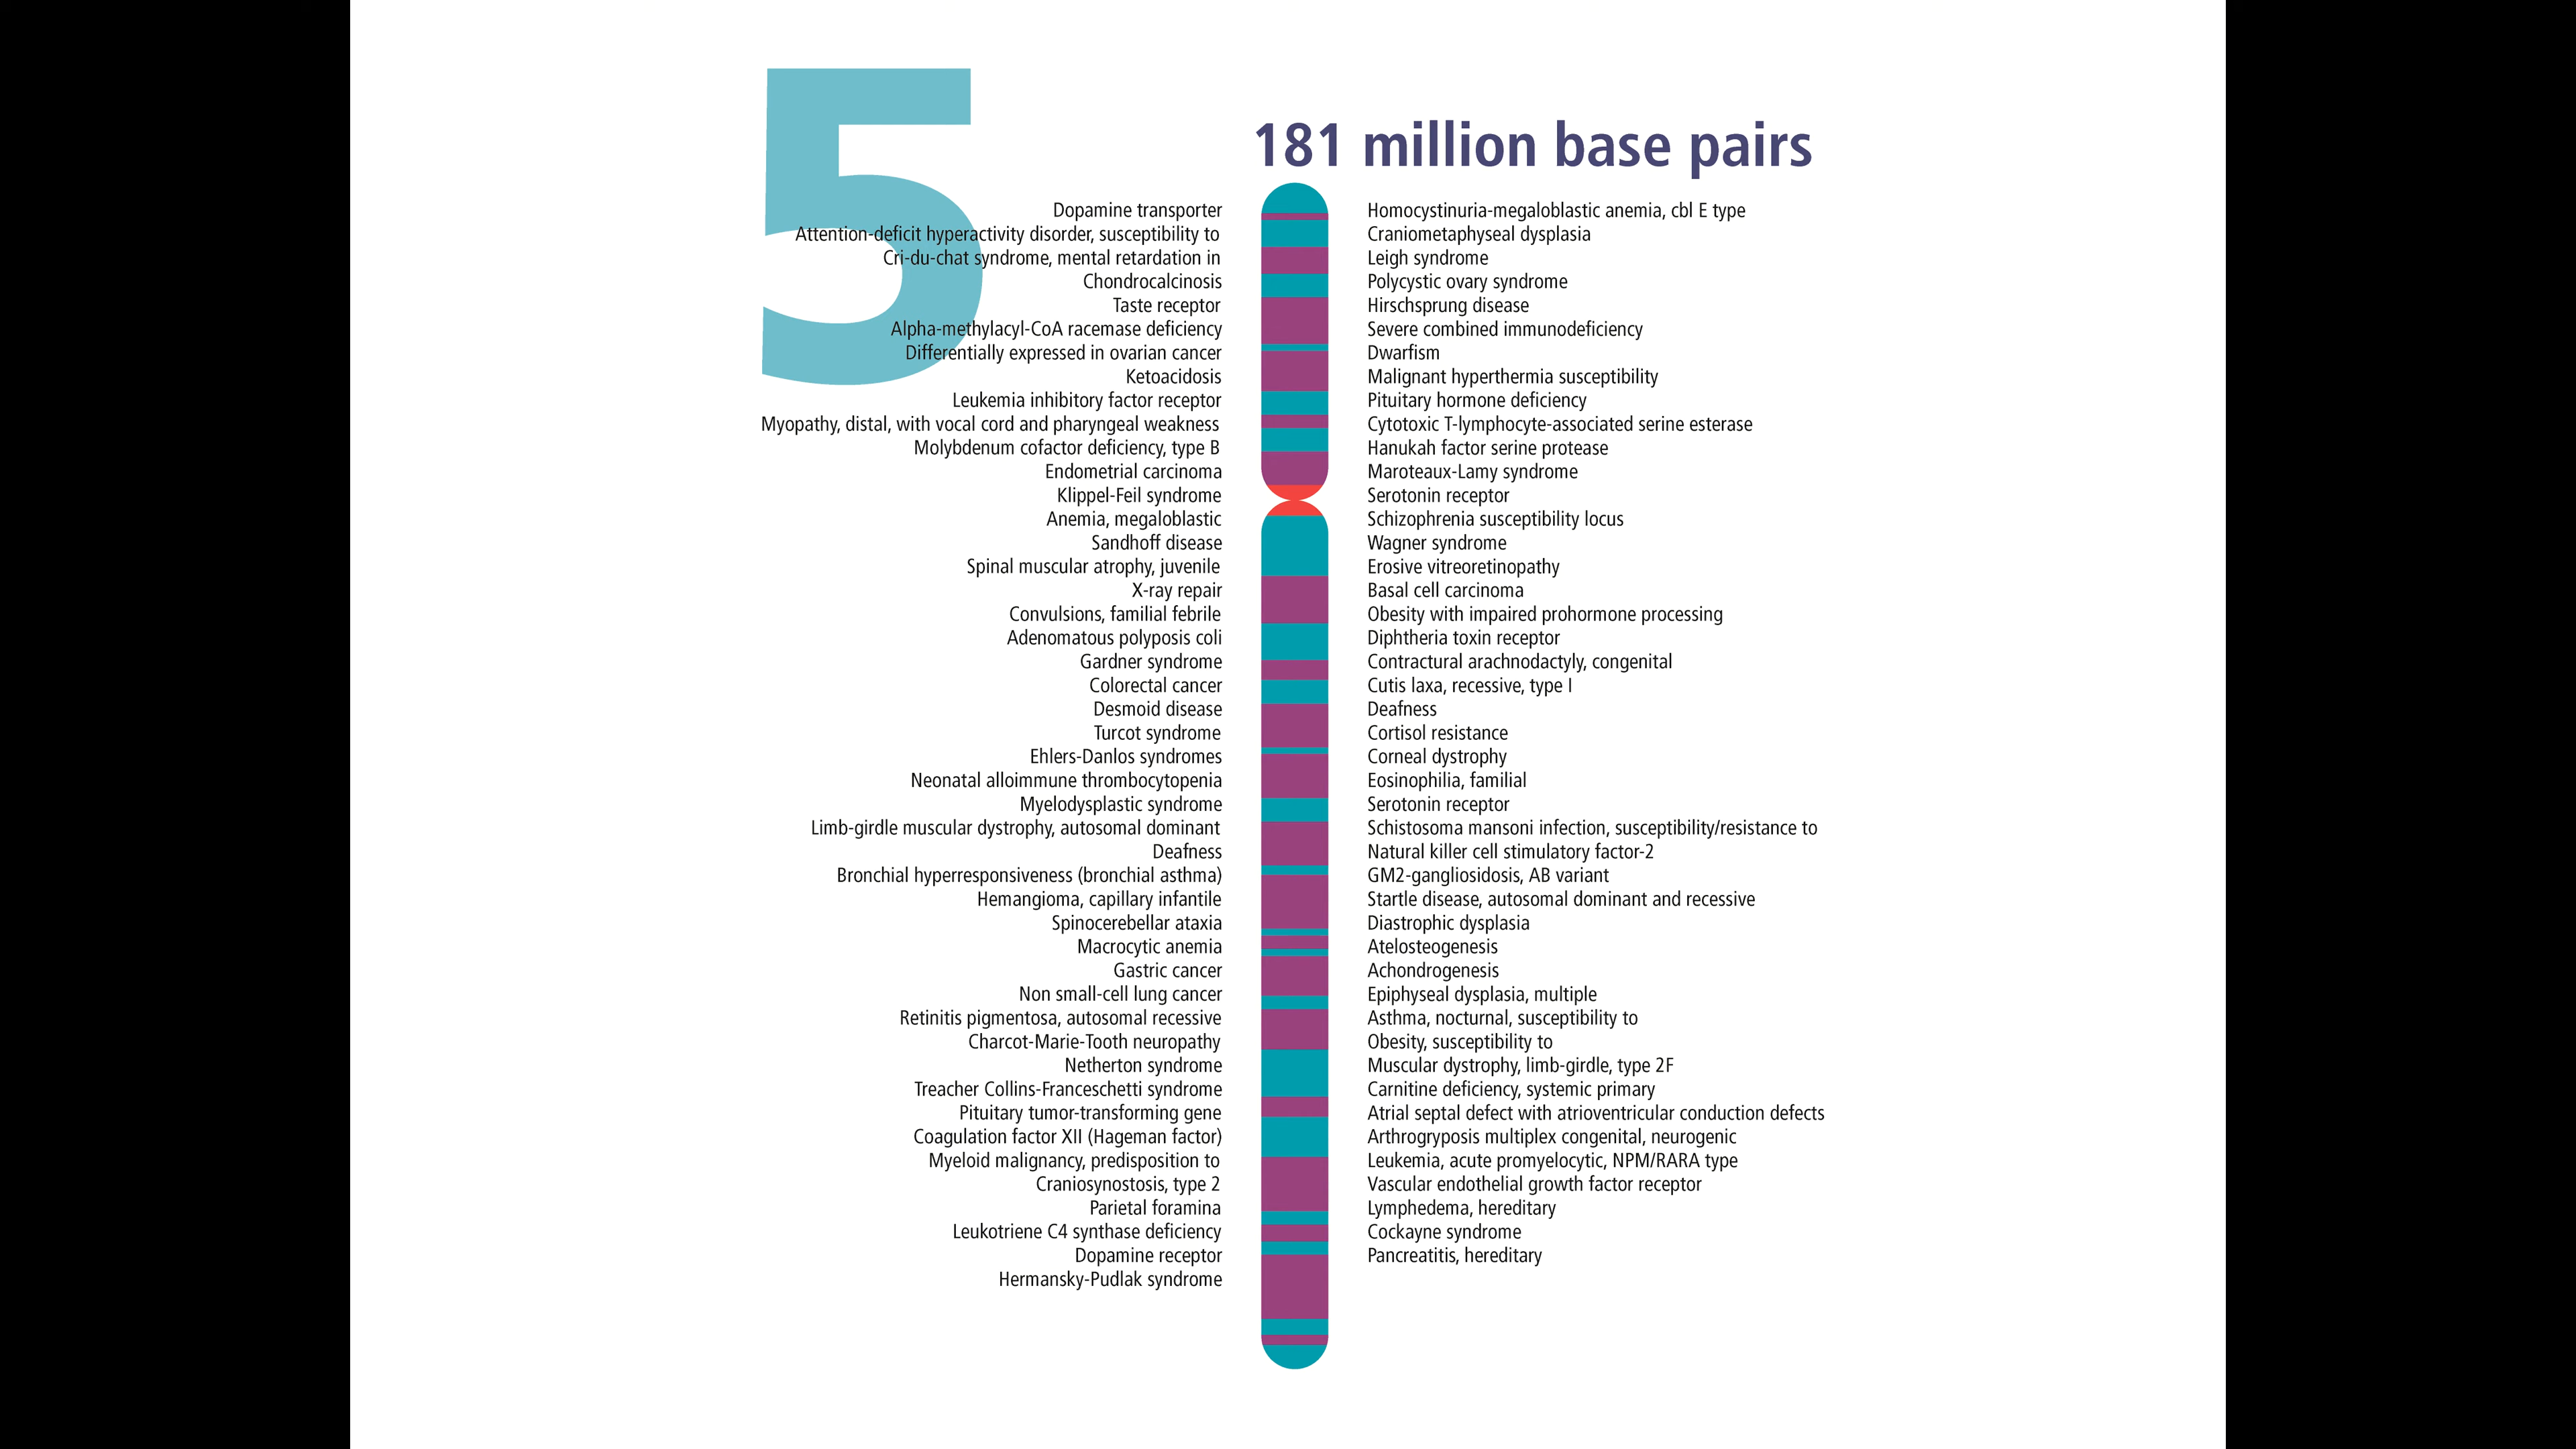 5
181 million base pairs
Dopamine transporter
Attention-deficit hyperactivity disorder, susceptibility to
Cri-du-chat syndrome, mental retardation in
Chondrocalcinosis
Taste receptor
Alpha-methylacyl-CoA racemase deficiency
Differentially expressed in ovarian cancer
Ketoacidosis
Leukemia inhibitory factor receptor
Myopathy, distal, with vocal cord and pharyngeal weakness
Molybdenum cofactor deficiency, type B
Endometrial carcinoma
Klippel-Feil syndrome
Anemia, megaloblastic
Sandhoff disease
Spinal muscular atrophy, juvenile
X-ray repair
Convulsions, familial febrile
Adenomatous polyposis coli
Gardner syndrome
Colorectal cancer
Desmoid disease
Turcot syndrome
Ehlers-Danlos syndromes
Neonatal alloimmune thrombocytopenia
Myelodysplastic syndrome
Limb-girdle muscular dystrophy, autosomal dominant
Deafness
Bronchial hyperresponsiveness (bronchial asthma)
Hemangioma, capillary infantile
Spinocerebellar ataxia
Macrocytic anemia
Gastric cancer
Non small-cell lung cancer
Retinitis pigmentosa, autosomal recessive
Charcot-Marie-Tooth neuropathy
Netherton syndrome
Treacher Collins-Franceschetti syndrome
Pituitary tumor-transforming gene
Coagulation factor XII (Hageman factor)
Myeloid malignancy, predisposition to
Craniosynostosis, type 2
Parietal foramina
Leukotriene C4 synthase deficiency
Dopamine receptor
Hermansky-Pudlak syndrome
Homocystinuria-megaloblastic anemia, cbl E type
Craniometaphyseal dysplasia
Leigh syndrome
Polycystic ovary syndrome
Hirschsprung disease
Severe combined immunodeficiency
Dwarfism
Malignant hyperthermia susceptibility
Pituitary hormone deficiency
Cytotoxic T-lymphocyte-associated serine esterase
Hanukah factor serine protease
Maroteaux-Lamy syndrome
Serotonin receptor
Schizophrenia susceptibility locus
Wagner syndrome
Erosive vitreoretinopathy
Basal cell carcinoma
Obesity with impaired prohormone processing
Diphtheria toxin receptor
Contractural arachnodactyly, congenital
Cutis laxa, recessive, type I
Deafness
Cortisol resistance
Corneal dystrophy
Eosinophilia, familial
Serotonin receptor
Schistosoma mansoni infection, susceptibility/resistance to
Natural killer cell stimulatory factor-2
GM2-gangliosidosis, AB variant
Startle disease, autosomal dominant and recessive
Diastrophic dysplasia
Atelosteogenesis
Achondrogenesis
Epiphyseal dysplasia, multiple
Asthma, nocturnal, susceptibility to
Obesity, susceptibility to
Muscular dystrophy, limb-girdle, type 2F
Carnitine deficiency, systemic primary
Atrial septal defect with atrioventricular conduction defects
Arthrogryposis multiplex congenital, neurogenic
Leukemia, acute promyelocytic, NPM/RARA type
Vascular endothelial growth factor receptor
Lymphedema, hereditary
Cockayne syndrome
Pancreatitis, hereditary